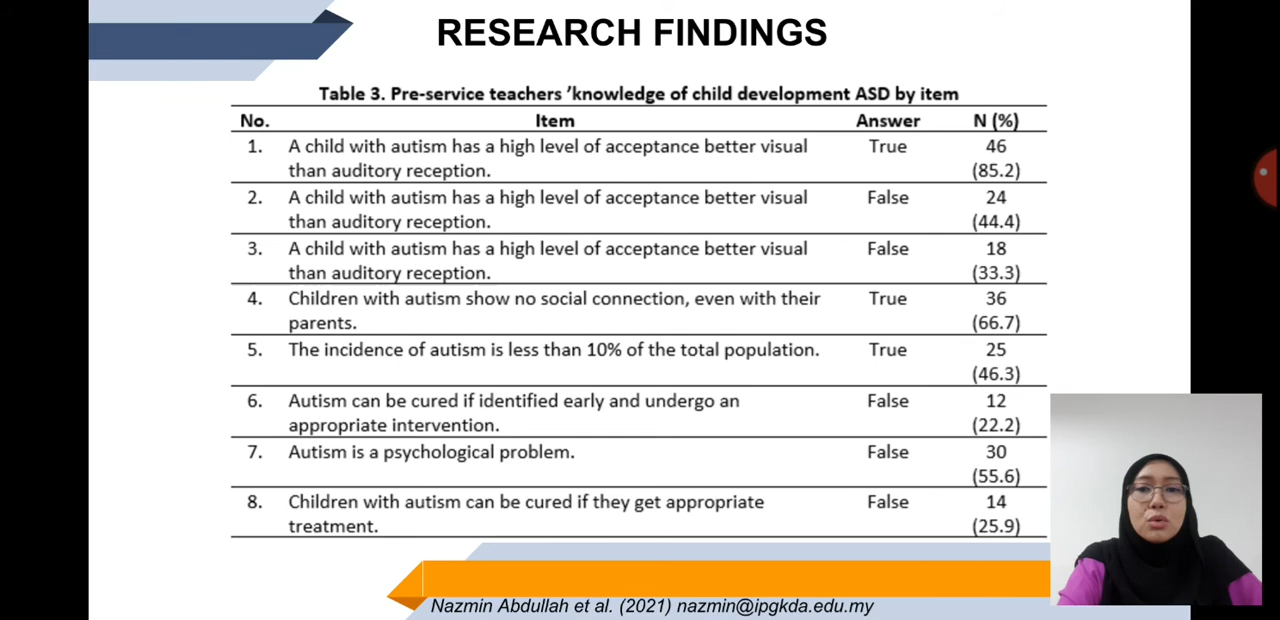 RESEARCH FINDINGS
Table 3. Pre-service teachers 'knowledge of child development ASD by item
No. Item Answer N (%)
1. A child with autism has a high level of acceptance better visual True 46
than auditory reception. (85.2)
2. A child with autism has a high level of acceptance better visual False 24
than auditory reception. (44.4)
3. A child with autism has a high level of acceptance better visual False 18
than auditory reception. (33.3)
4. Children with autism show no social connection, even with their True 36
parents. (66.7)
5. The incidence of autism is less than 10% of the total population. True 25
(46.3)
6. Autism can be cured if identified early and undergo an False 12
appropriate intervention. (22.2)
7. Autism is a psychological problem. False 30
(55.6)
8. Children with autism can be cured if they get appropriate False 14
treatment. (25.9)
Nazmin Abdullah et al. (2021) nazmin@ipgkda.edu.my